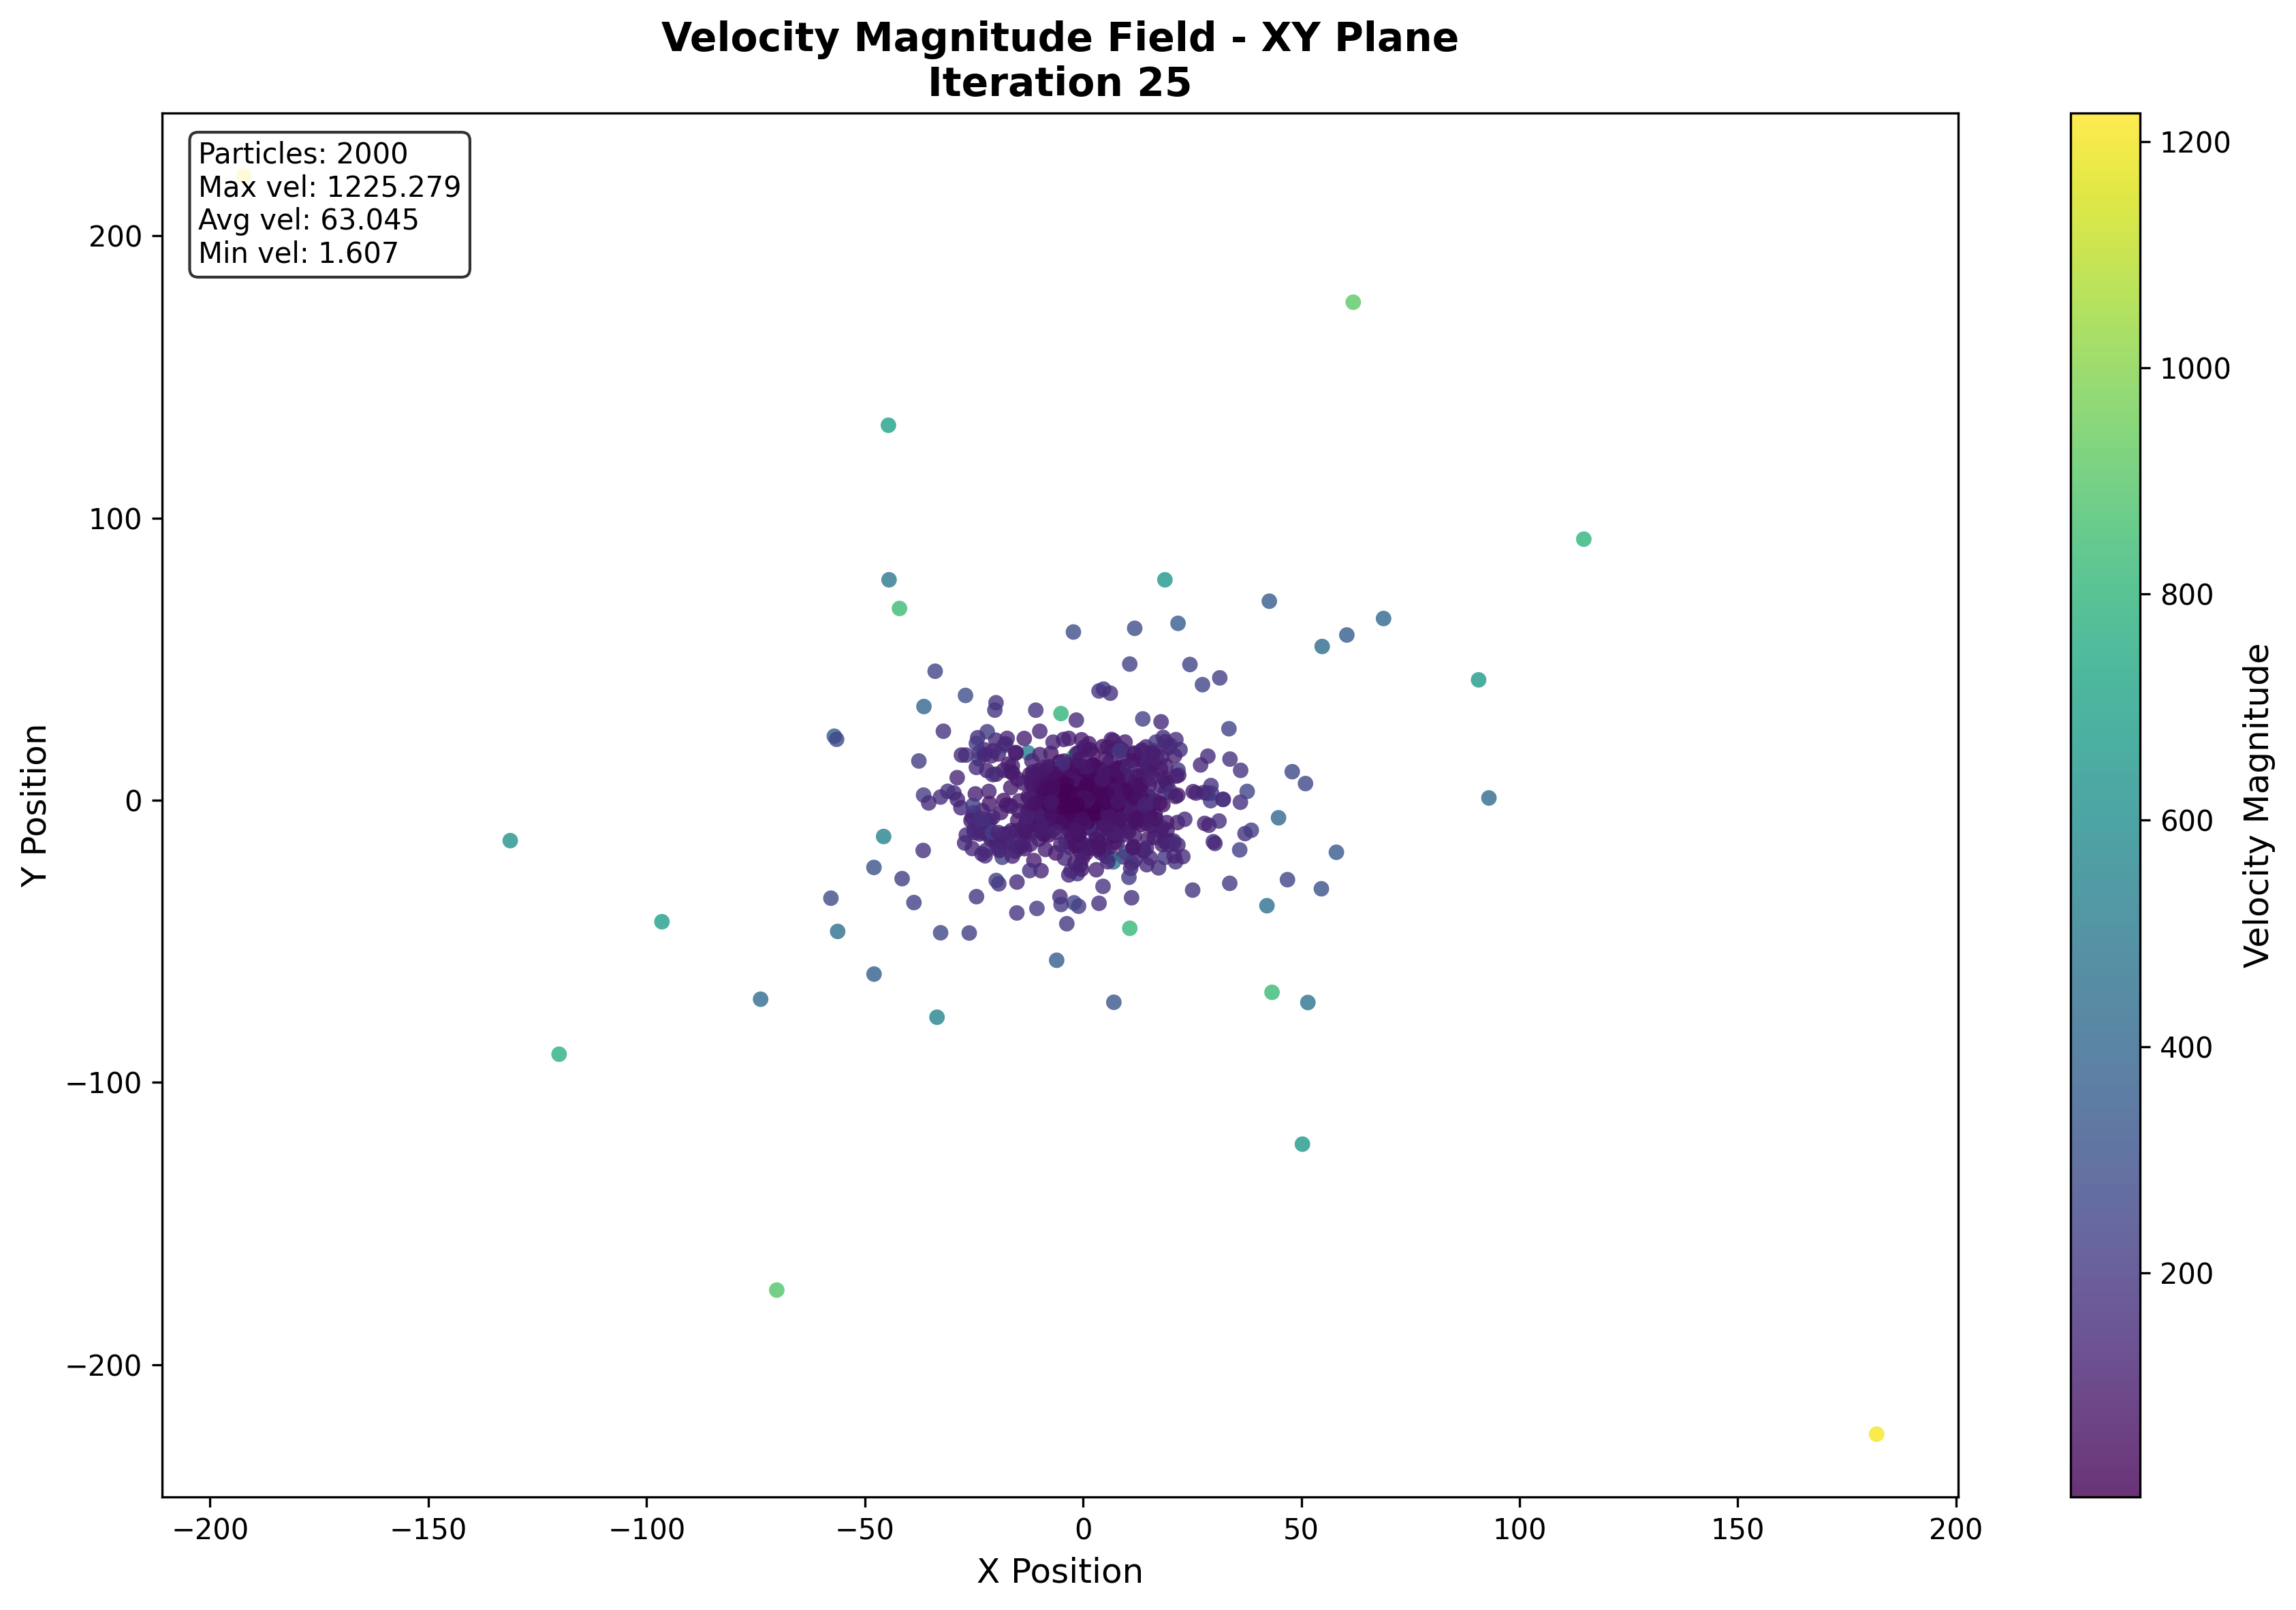 Velocity Magnitude Field - XY Plane
Iteration 25
Particles: 2000
Max vel: 1225.279
Avg vel: 63.045
Min vel: 1.607
200
100
0
−100
−200
Y Position
−200
−150
−100
−50
0
50
100
150
200
X Position
1200
1000
800
600
400
200
Velocity Magnitude